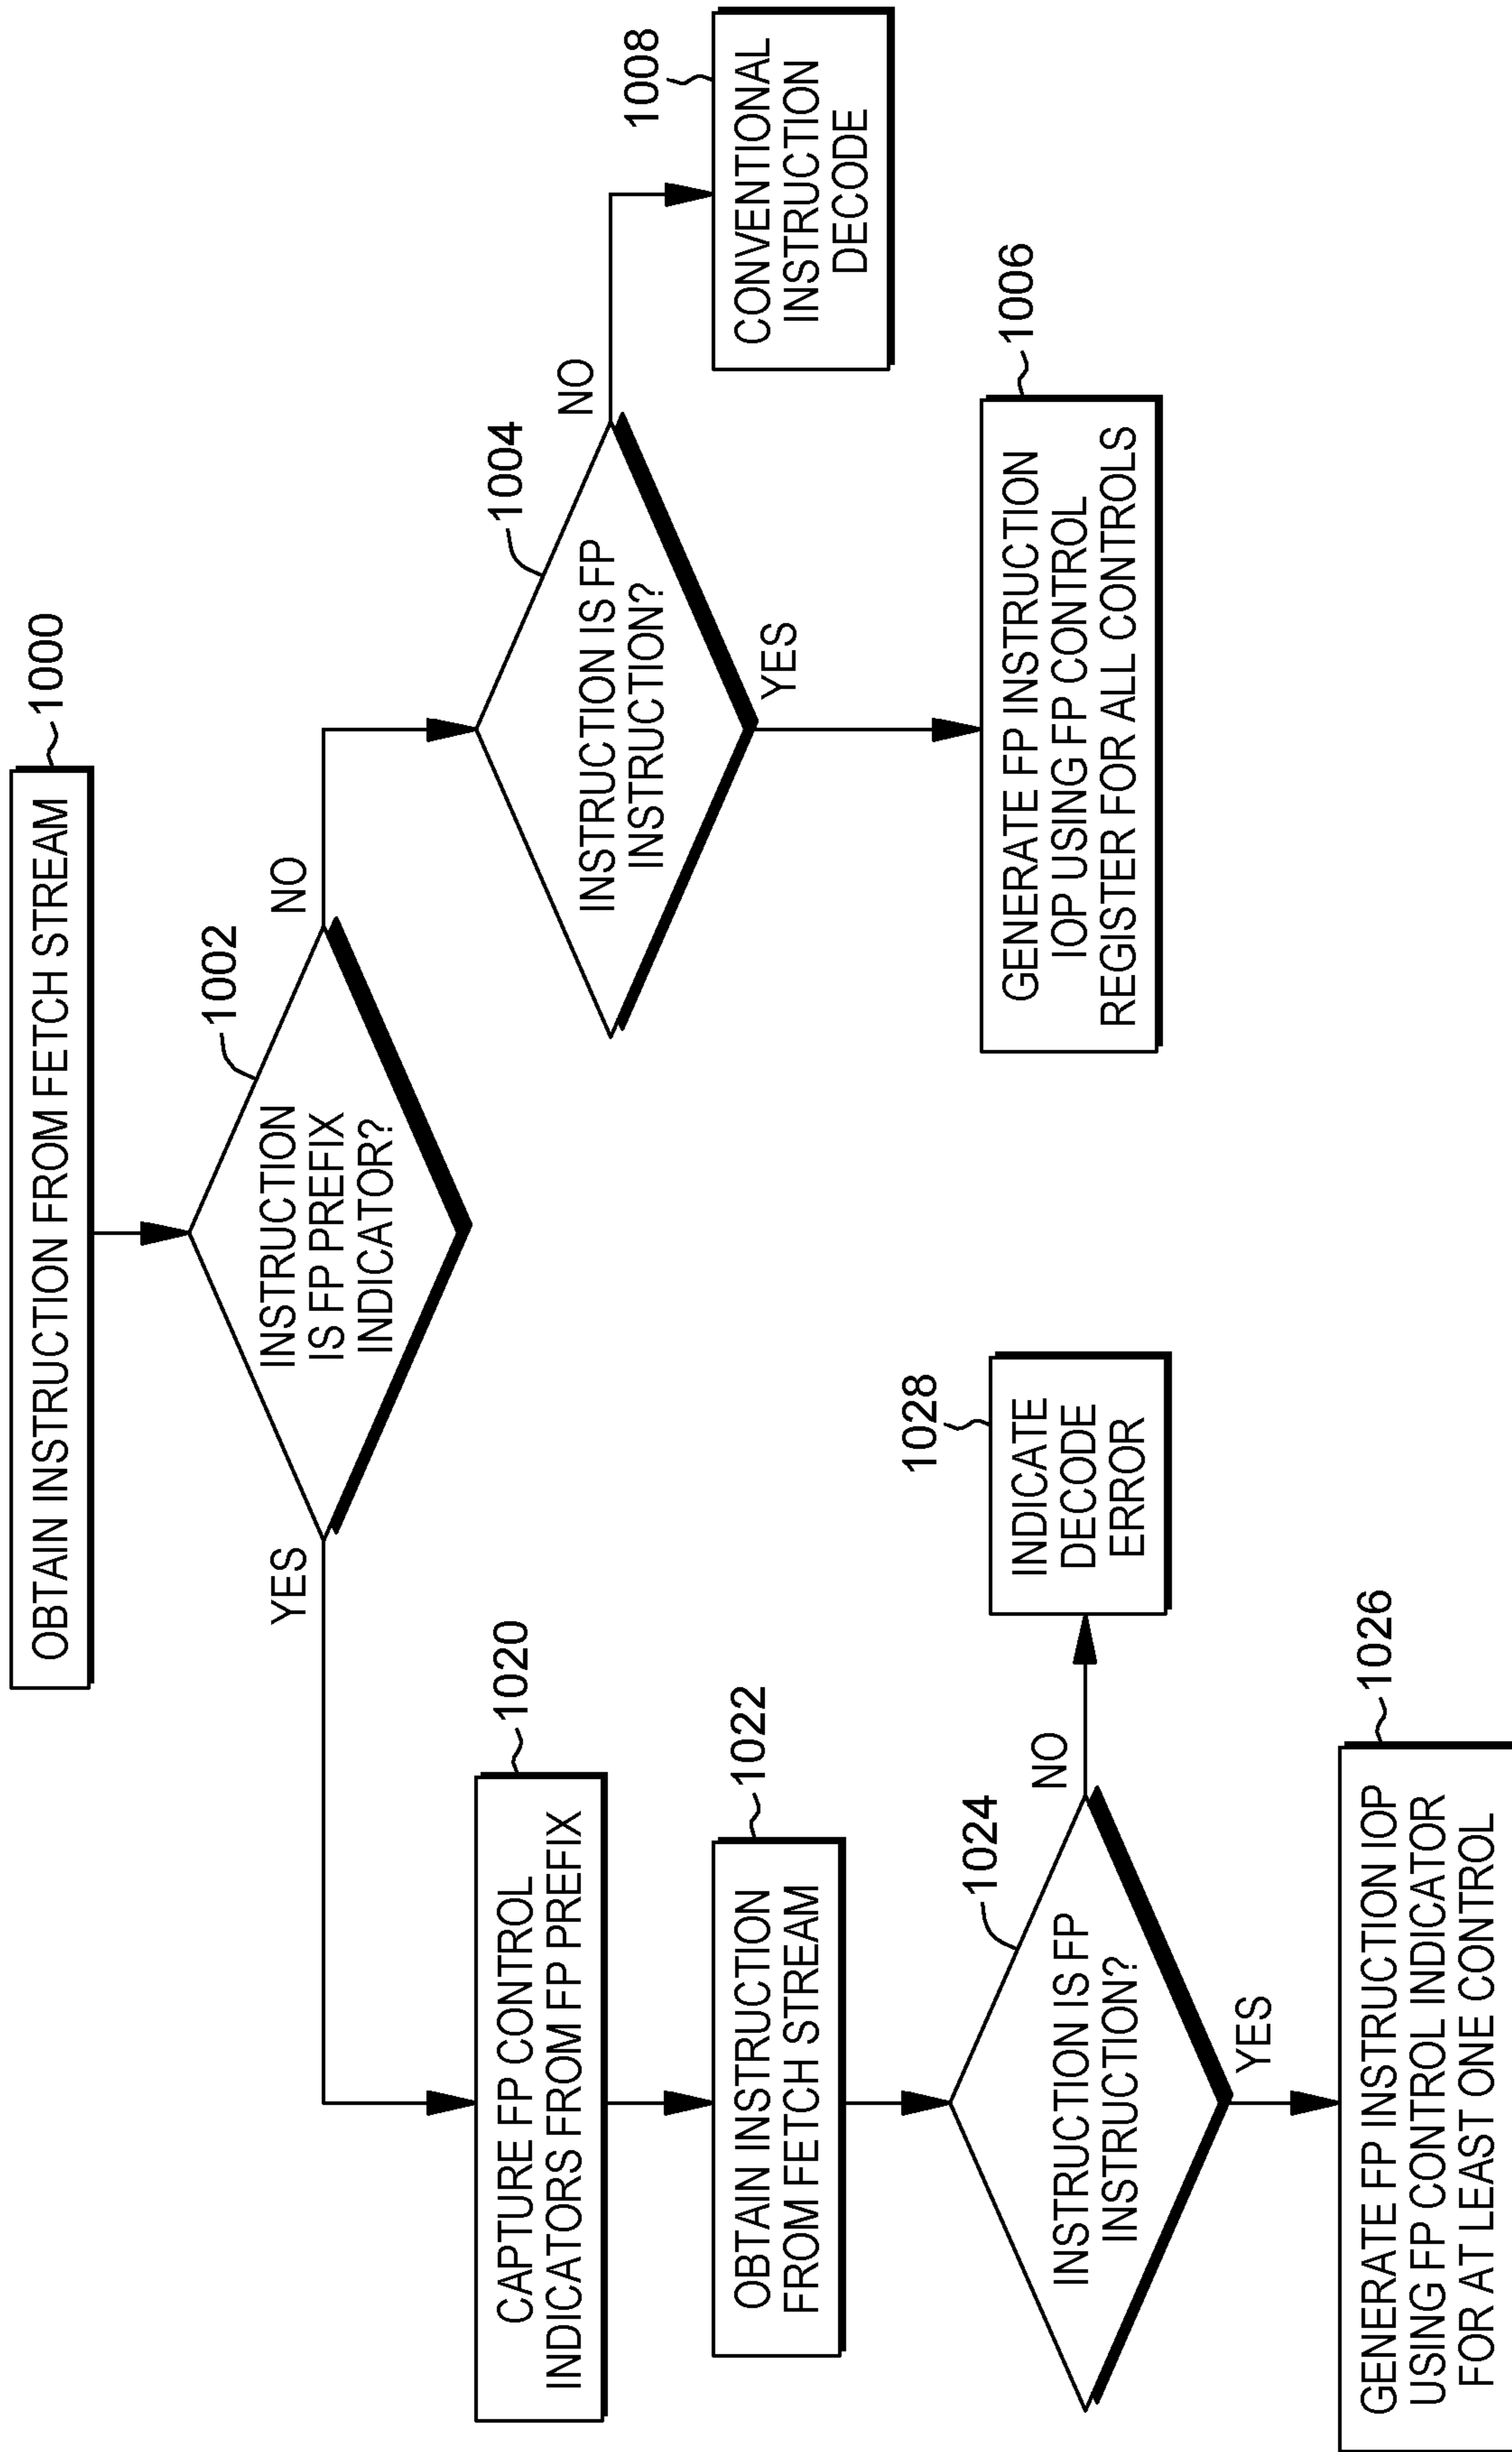 OBTAIN INSTRUCTION FROM FETCH STREAM
1000
INSTRUCTION
IS FP PREFIX
INDICATOR?
1002
YES
NO
CAPTURE FP CONTROL
INDICATORS FROM FP PREFIX
1020
OBTAIN INSTRUCTION
FROM FETCH STREAM
1022
INSTRUCTION IS FP
INSTRUCTION?
1024
NO
INDICATE
DECODE
ERROR
1028
YES
GENERATE FP INSTRUCTION IOP
USING FP CONTROL INDICATOR
FOR AT LEAST ONE CONTROL
1026
INSTRUCTION IS FP
INSTRUCTION?
1004
NO
CONVENTIONAL
INSTRUCTION
DECODE
1008
YES
GENERATE FP INSTRUCTION
IOP USING FP CONTROL
REGISTER FOR ALL CONTROLS
1006